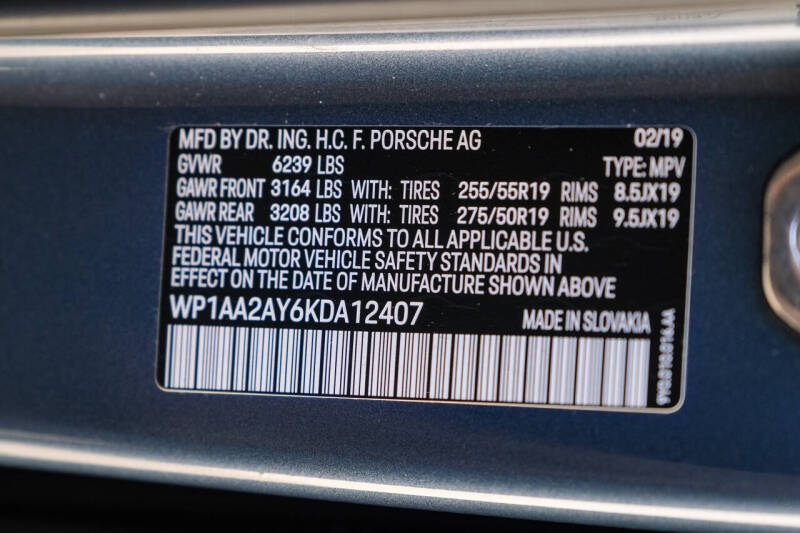 MFD BY DR. ING. H.C. F. PORSCHE AG 02/19
GVWR 6239 LBS TYPE: MPV
GAWR FRONT 3164 LBS WITH: TIRES 255/55R19 RIMS 8.5JX19
GAWR REAR 3208 LBS WITH: TIRES 275/50R19 RIMS 9.5JX19
THIS VEHICLE CONFORMS TO ALL APPLICABLE U.S.
FEDERAL MOTOR VEHICLE SAFETY STANDARDS IN
EFFECT ON THE DATE OF MANUFACTURE SHOWN ABOVE
WP1AA2AY6KDA12407 MADE IN SLOVAKIA